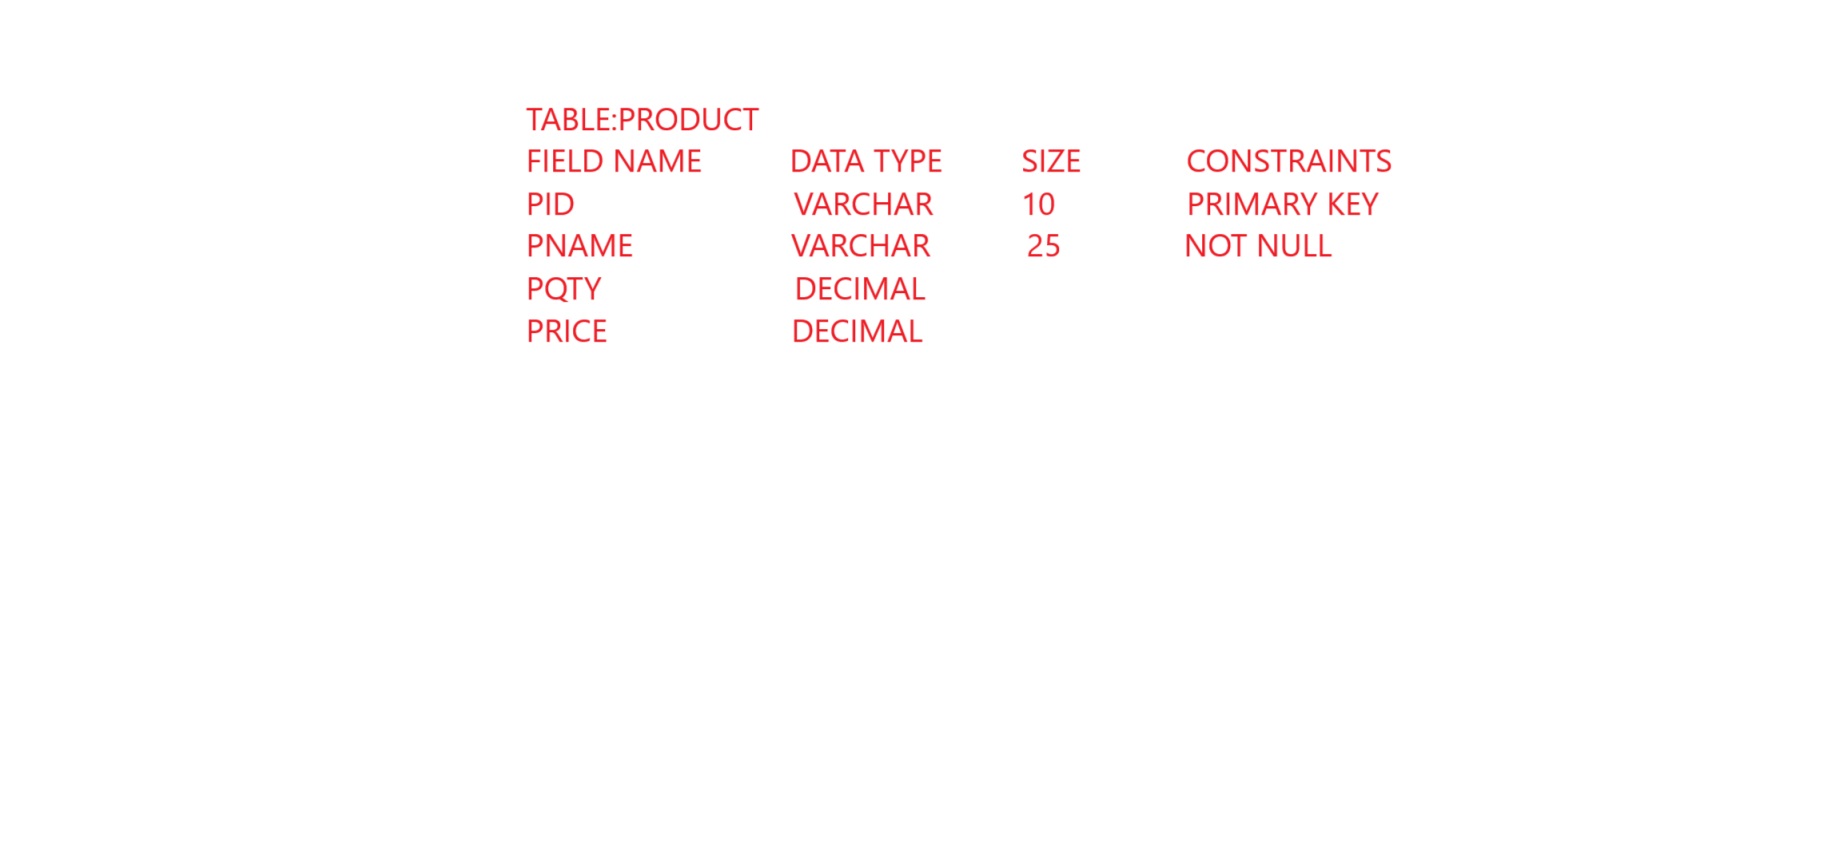 TABLE:PRODUCT
FIELD NAME DATA TYPE SIZE CONSTRAINTS
PID VARCHAR 10 PRIMARY KEY
PNAME VARCHAR 25 NOT NULL
PQTY DECIMAL
PRICE DECIMAL